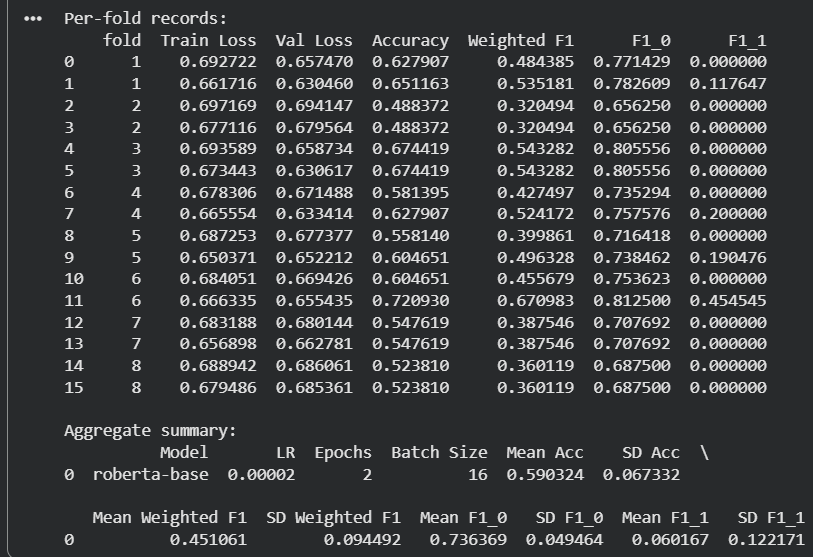 ••• Per-fold records:
fold Train Loss Val Loss Accuracy Weighted F1 F1_0 F1_1
0 1 0.692722 0.657470 0.627907 0.484385 0.771429 0.000000
1 1 0.661716 0.630460 0.651163 0.535181 0.782609 0.117647
2 2 0.697169 0.694147 0.488372 0.320494 0.656250 0.000000
3 2 0.677116 0.679564 0.488372 0.320494 0.656250 0.000000
4 3 0.693589 0.658734 0.674419 0.543282 0.805556 0.000000
5 3 0.673443 0.630617 0.674419 0.543282 0.805556 0.000000
6 4 0.678306 0.671488 0.581395 0.427497 0.735294 0.000000
7 4 0.665554 0.633414 0.627907 0.524172 0.757576 0.200000
8 5 0.687253 0.677377 0.558140 0.399861 0.716418 0.000000
9 5 0.650371 0.652212 0.604651 0.496328 0.738462 0.190476
10 6 0.684051 0.669426 0.604651 0.455679 0.753623 0.000000
11 6 0.666335 0.655435 0.720930 0.670983 0.812500 0.454545
12 7 0.683188 0.680144 0.547619 0.387546 0.707692 0.000000
13 7 0.656898 0.662781 0.547619 0.387546 0.707692 0.000000
14 8 0.688942 0.686061 0.523810 0.360119 0.687500 0.000000
15 8 0.679486 0.685361 0.523810 0.360119 0.687500 0.000000
Aggregate summary:
Model LR Epochs Batch Size Mean Acc SD Acc \
0 roberta-base 0.00002 2 16 0.590324 0.067332
Mean Weighted F1 SD Weighted F1 Mean F1_0 SD F1_0 Mean F1_1 SD F1_1
0 0.451061 0.094492 0.736369 0.049464 0.060167 0.122171